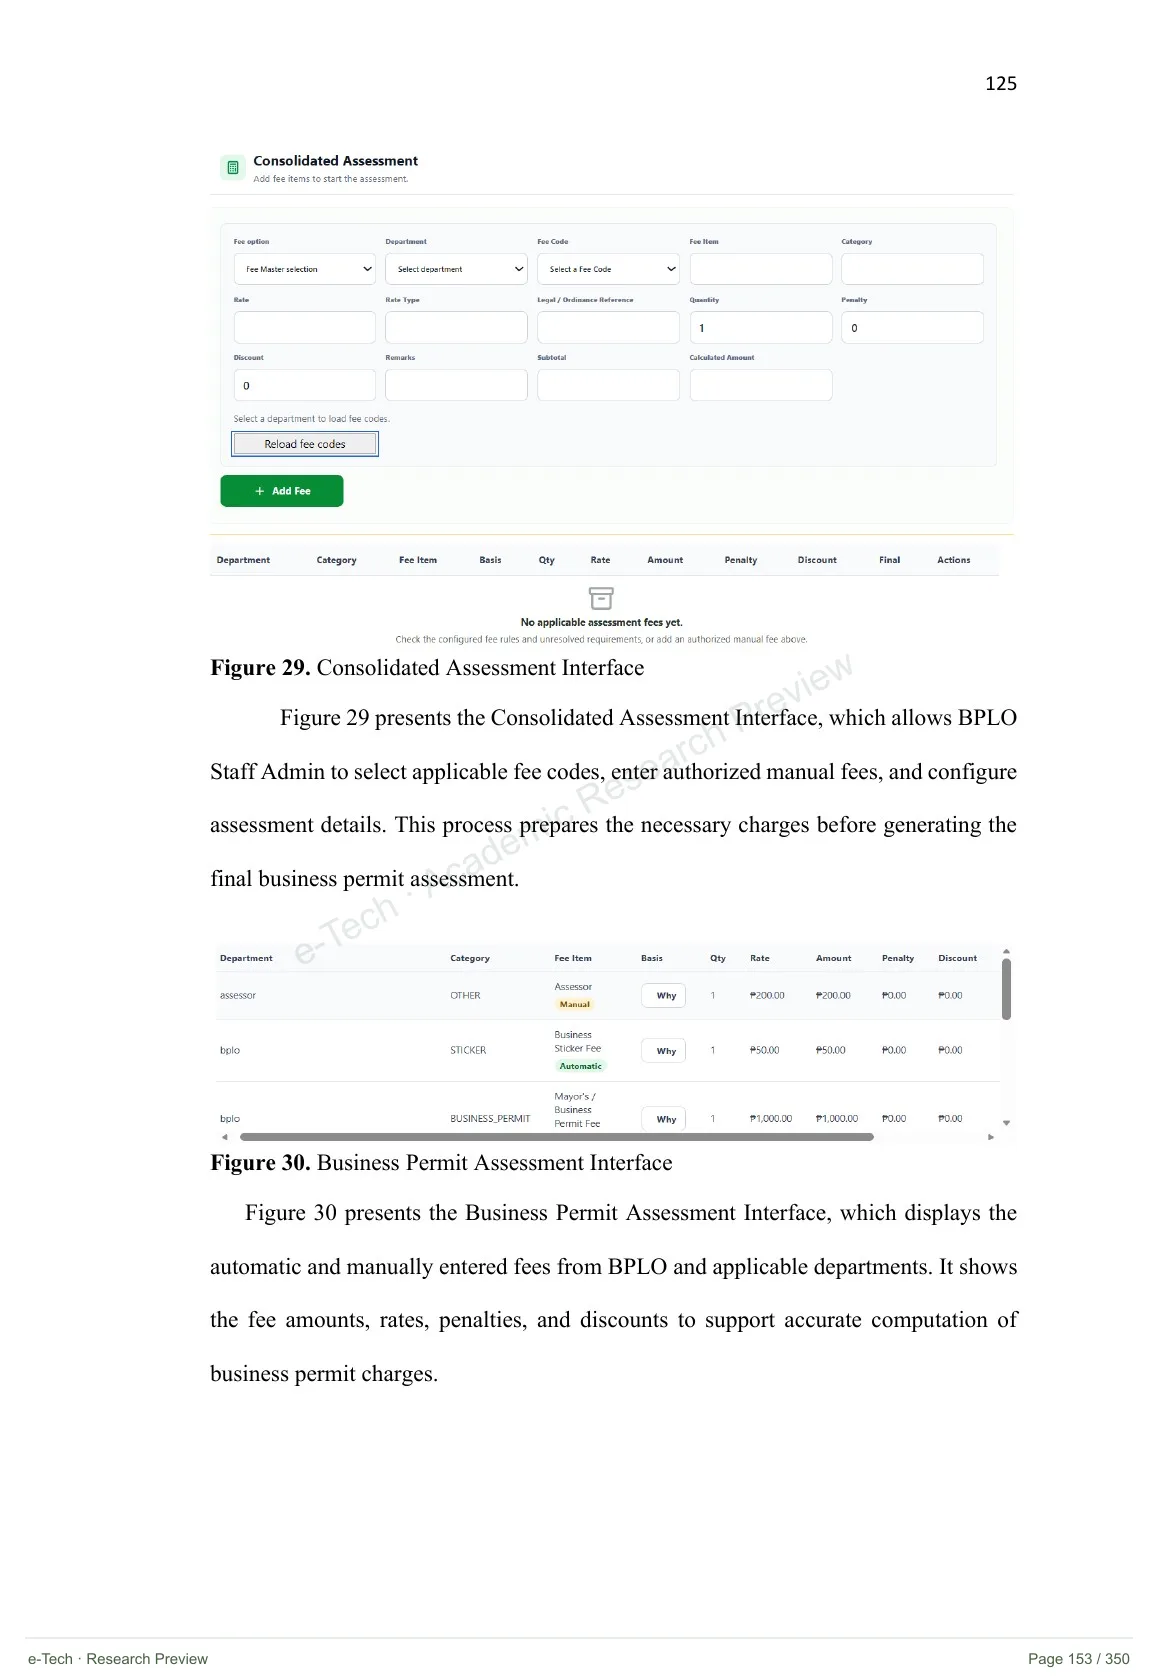 125
Consolidated Assessment
Add fee items to start the assessment.
Fee option Department Fee Code Fee Item Category
Fee Master selection Select department Select a Fee Code
Rate Rate Type Legal / Ordinance Reference Quantity Penalty
1 0
Discount Remarks Subtotal Calculated Amount
0
Select a department to load fee codes.
Reload fee codes
+ Add Fee
Department Category Fee Item Basis Qty Rate Amount Penalty Discount Final Actions
No applicable assessment fees yet.
Check the configured fee rules and unresolved requirements, or add an authorized manual fee above.
Figure 29. Consolidated Assessment Interface
Figure 29 presents the Consolidated Assessment Interface, which allows BPLO
Staff Admin to select applicable fee codes, enter authorized manual fees, and configure
assessment details. This process prepares the necessary charges before generating the
final business permit assessment.
e-Tech · Academic Research Preview
Department Category Fee Item Basis Qty Rate Amount Penalty Discount
assessor OTHER Assessor Why 1 ₱200.00 ₱200.00 ₱0.00 ₱0.00
Manual
Business
bplo STICKER Sticker Fee Why 1 ₱50.00 ₱50.00 ₱0.00 ₱0.00
Automatic
Mayor's /
Business
bplo BUSINESS_PERMIT Permit Fee Why 1 ₱1,000.00 ₱1,000.00 ₱0.00 ₱0.00
Figure 30. Business Permit Assessment Interface
Figure 30 presents the Business Permit Assessment Interface, which displays the
automatic and manually entered fees from BPLO and applicable departments. It shows
the fee amounts, rates, penalties, and discounts to support accurate computation of
business permit charges.
e-Tech · Research Preview Page 153 / 350